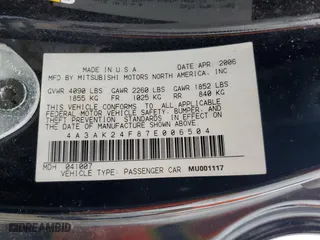 MADE IN U.S.A DATE APR 2006
MFD BY MITSUBISHI MOTORS NORTH AMERICA, INC
GVWR 4090 LBS GAWR 2260 LBS GAWR 1852 LBS
1855 KG FR 1025 KG RR 840 KG
THIS VEHICLE CONFORMS TO ALL APPLICABLE
FEDERAL MOTOR VEHICLE SAFETY, BUMPER, AND
THEFT PREVENTION STANDARDS IN EFFECT ON
THE DATE OF MANUFACTURE SHOWN ABOVE
4A3AK24F87E006504
MDH 041007
VEHICLE TYPE: PASSENGER CAR MU001117